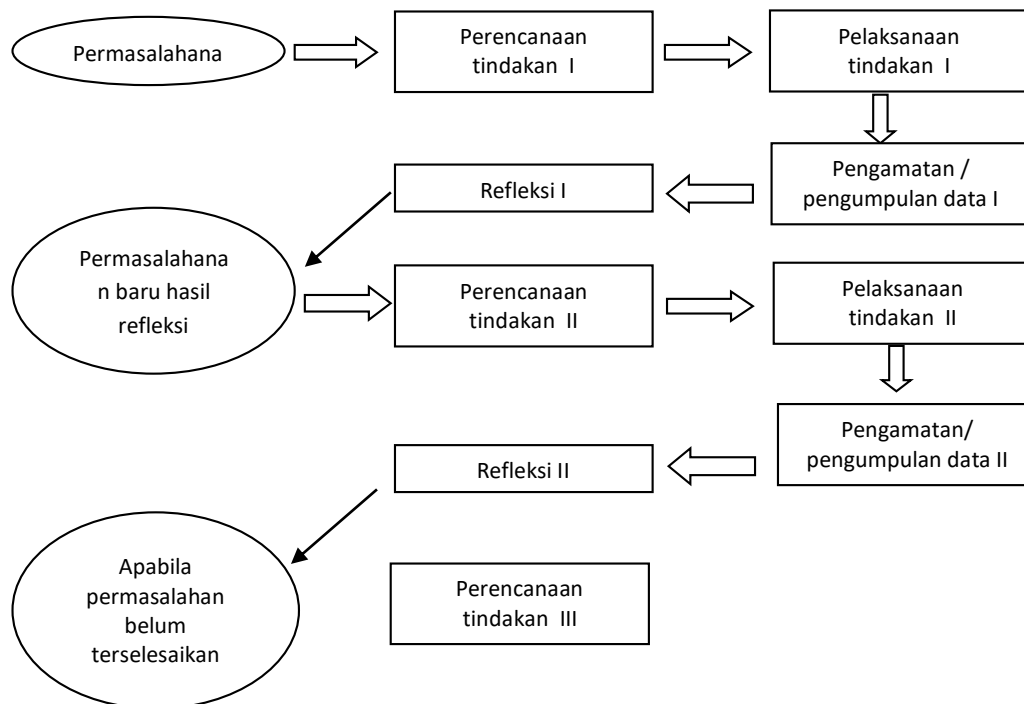 Permasalahana
Perencanaan
tindakan I
Pelaksanaan
tindakan I
Pengamatan /
pengumpulan data I
Refleksi I
Permasalahana
n baru hasil
refleksi
Perencanaan
tindakan II
Pelaksanaan
tindakan II
Pengamatan/
pengumpulan data II
Refleksi II
Apabila
permasalahan
belum
terselesaikan
Perencanaan
tindakan III